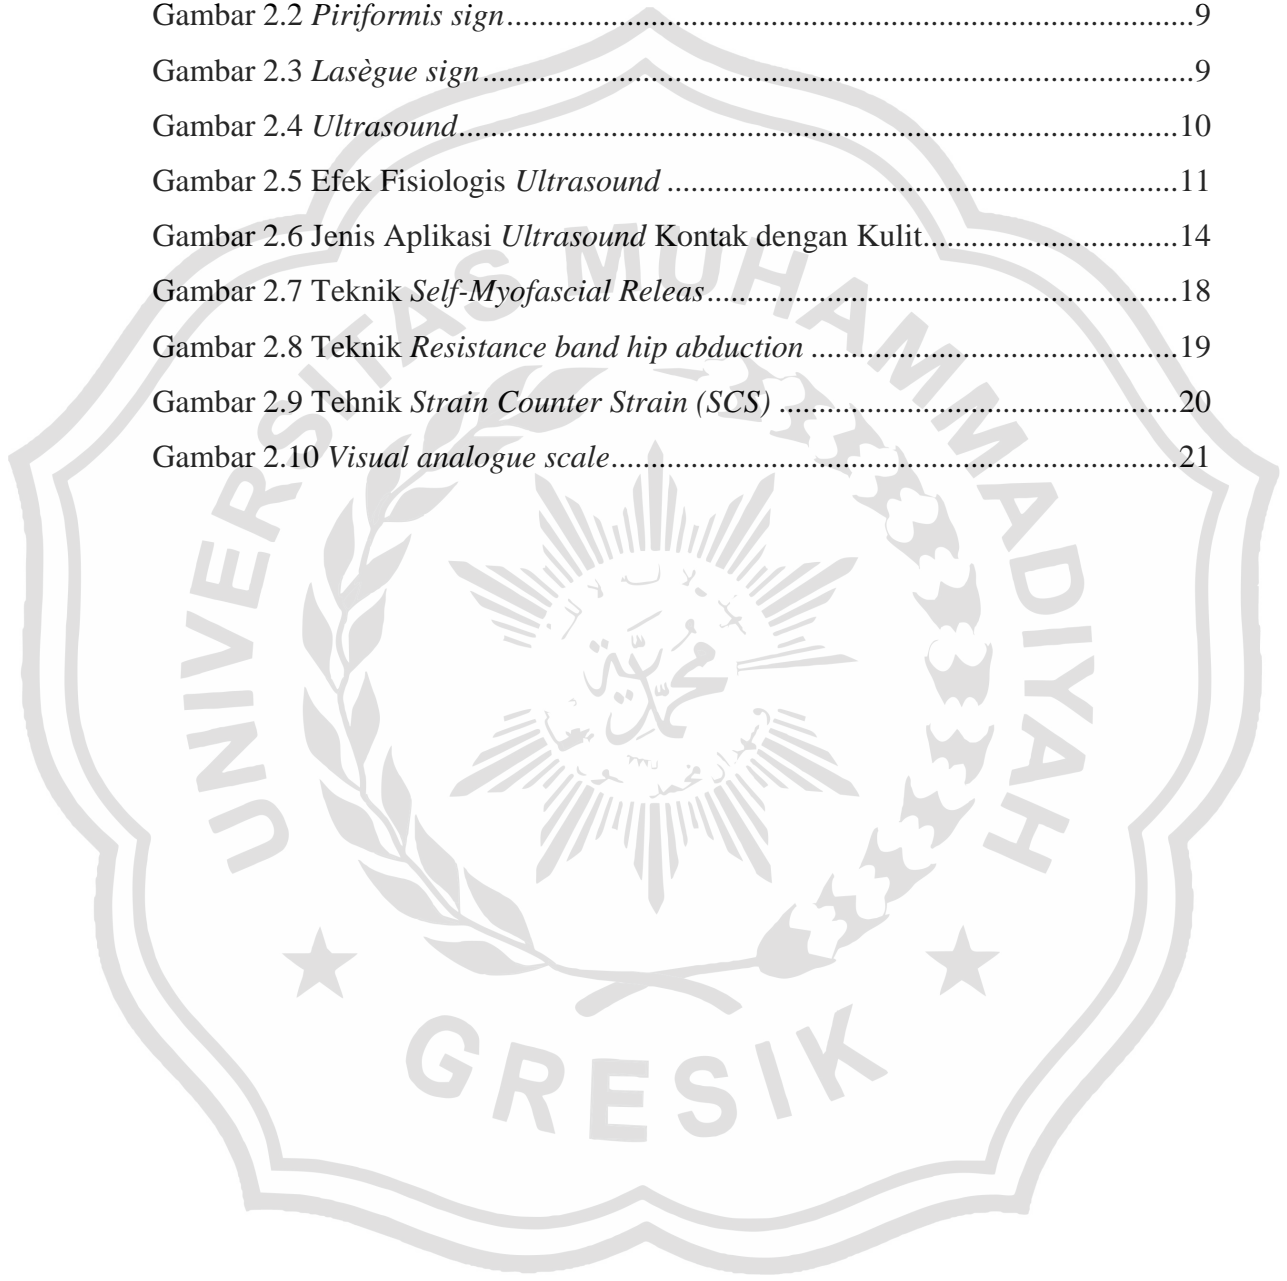 Gambar 2.2 Piriformis sign........................................................................................9
Gambar 2.3 Lasègue sign...........................................................................................9
Gambar 2.4 Ultrasound............................................................................................10
Gambar 2.5 Efek Fisiologis Ultrasound..................................................................11
Gambar 2.6 Jenis Aplikasi Ultrasound Kontak dengan Kulit.................................14
Gambar 2.7 Teknik Self-Myofascial Releas............................................................18
Gambar 2.8 Teknik Resistance band hip abduction................................................19
Gambar 2.9 Tehnik Strain Counter Strain (SCS)....................................................20
Gambar 2.10 Visual analogue scale.........................................................................21
UNIVERSITAS MUHAMMADIYAH
GRESIK